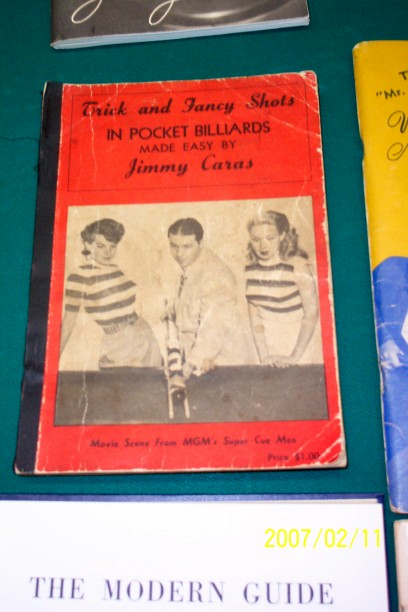 Trick and Fancy Shots
IN POCKET BILLIARDS
MADE EASY BY
Jimmy Caras
Movie Scene From MGM's Super Cue Men
Price $1.00
"Mr.
2007/02/11
THE MODERN GUIDE